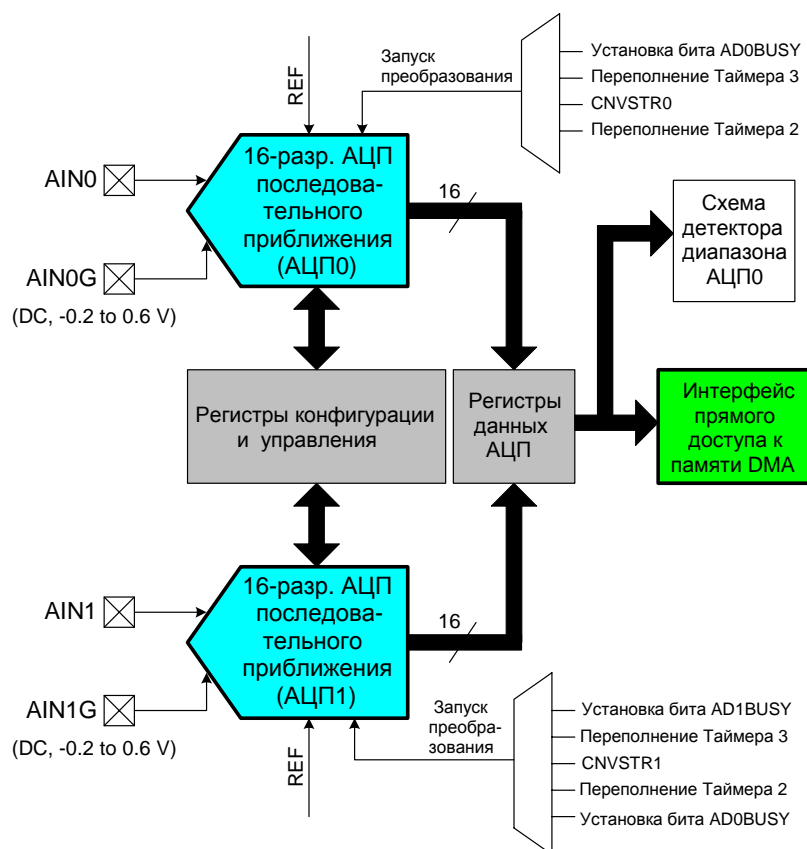 Запуск
преобразования
REF
Установка бита AD0BUSY
Переполнение Таймера 3
CNVSTR0
Переполнение Таймера 2
AIN0
AIN0G
(DC, -0.2 to 0.6 V)
16-разр. АЦП
последова-
тельного
приближения
(АЦП0)
16
Схема
детектора
диапазона
АЦП0
Регистры конфигурации
и управления
Регистры
данных
АЦП
Интерфейс
прямого
доступа к
памяти DMA
AIN1
AIN1G
(DC, -0.2 to 0.6 V)
16-разр. АЦП
последова-
тельного
приближения
(АЦП1)
16
REF
Запуск
преобра-
зования
Установка бита AD1BUSY
Переполнение Таймера 3
CNVSTR1
Переполнение Таймера 2
Установка бита AD0BUSY